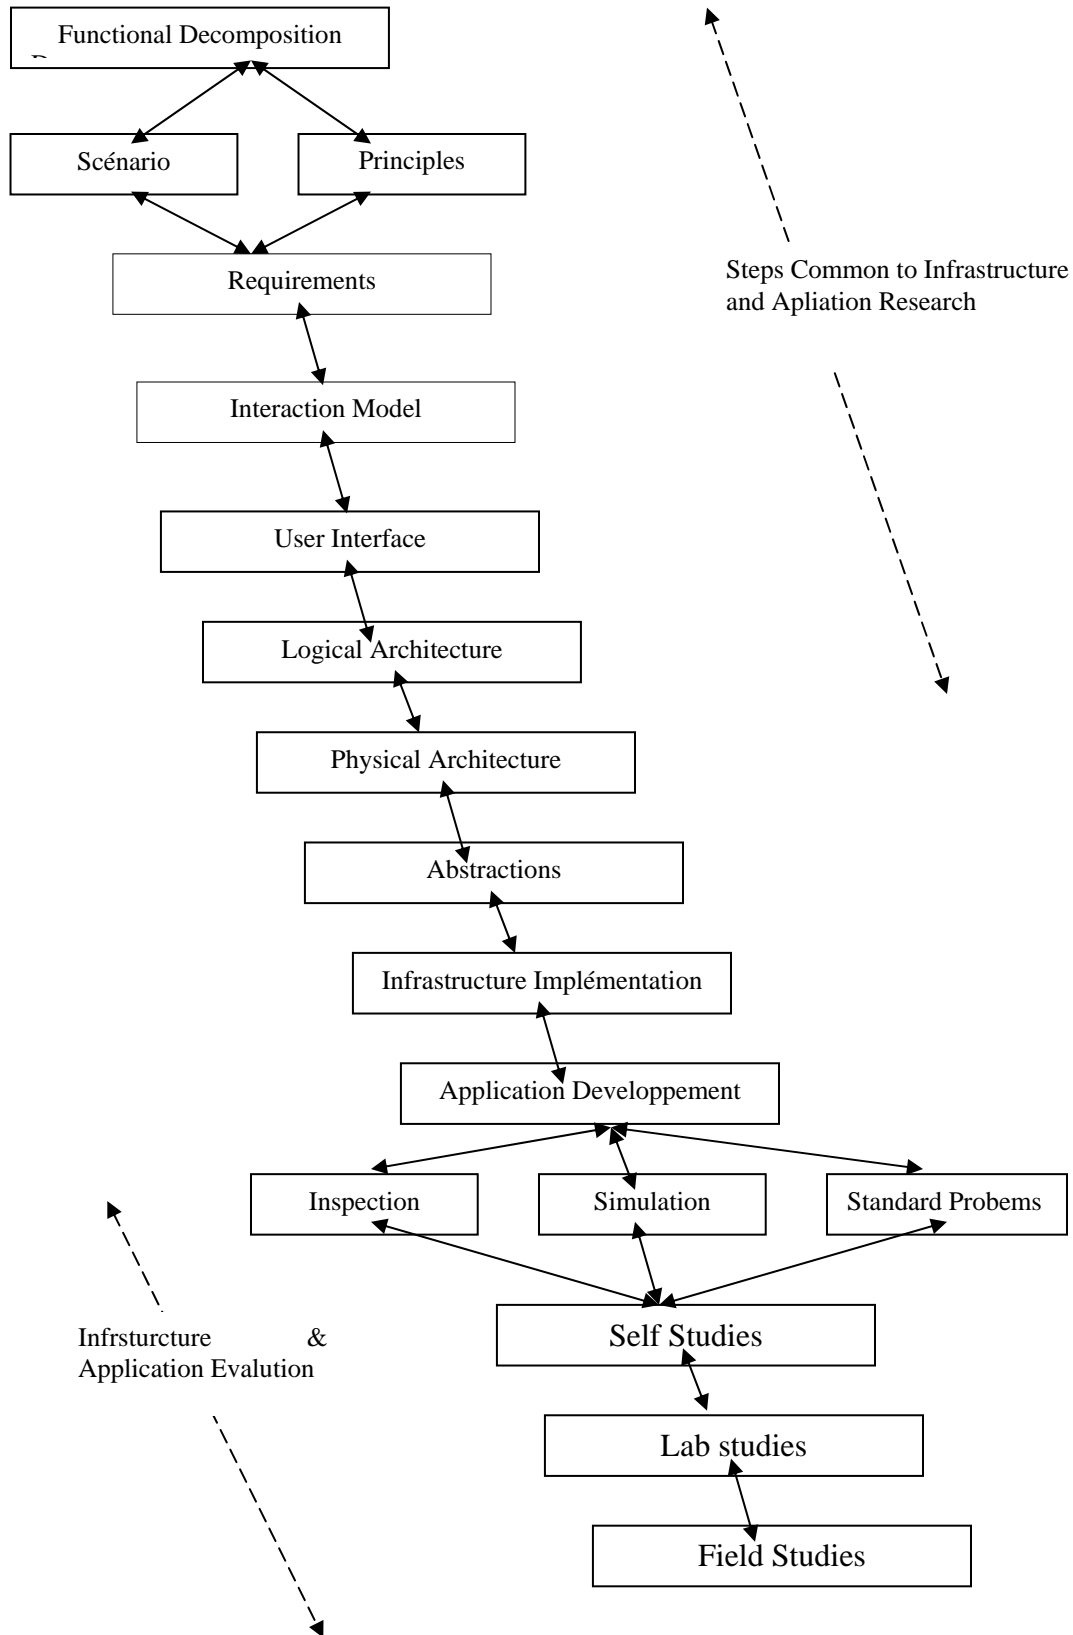 Functional Decomposition
Scénario
Principles
Requirements
Steps Common to Infrastructure
and Apliation Research
Interaction Model
User Interface
Logical Architecture
Physical Architecture
Abstractions
Infrastructure Implémentation
Application Developpement
Inspection
Simulation
Standard Probems
Infrsturcture &
Application Evalution
Self Studies
Lab studies
Field Studies